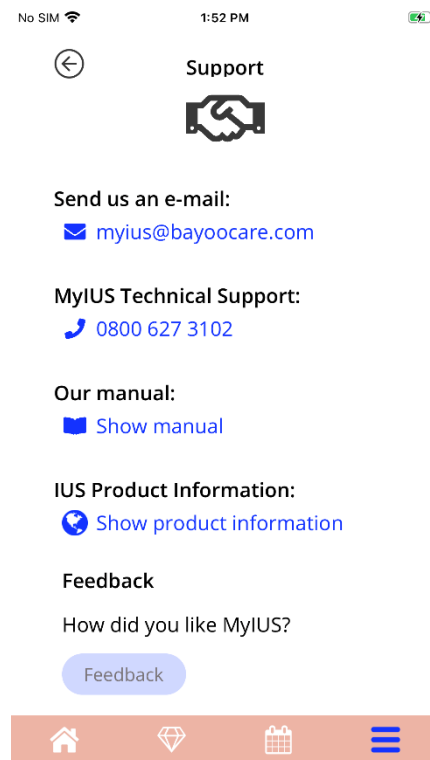 No SIM 1:52 PM
Support
Send us an e-mail:
myius@bayoocare.com
MyIUS Technical Support:
0800 627 3102
Our manual:
Show manual
IUS Product Information:
Show product information
Feedback
How did you like MyIUS?
Feedback